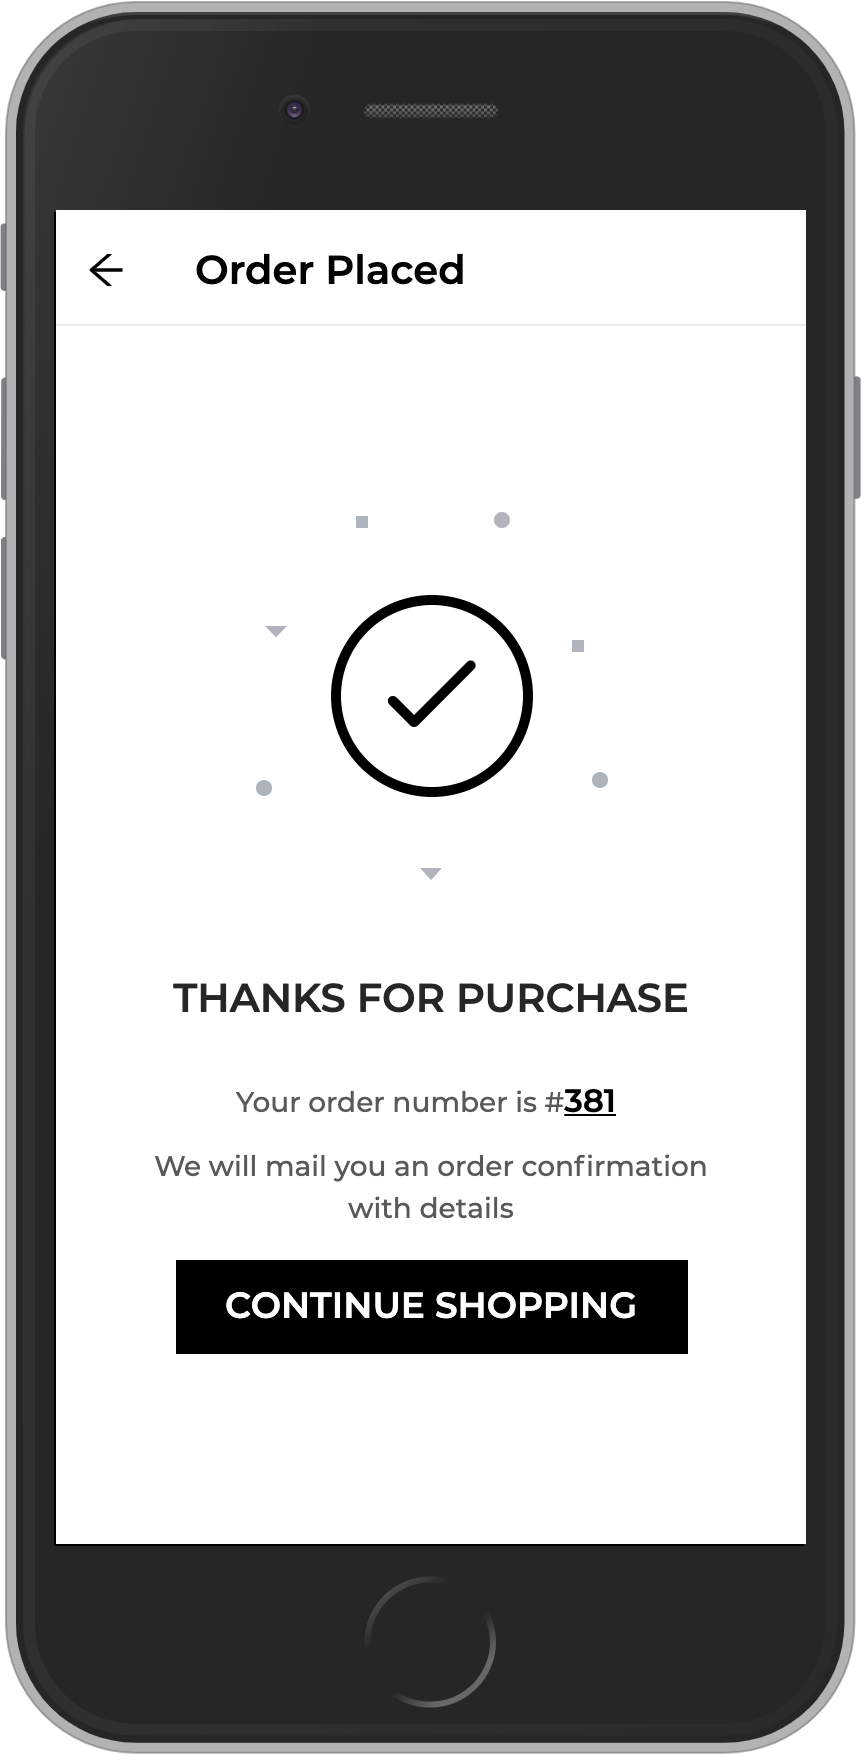 Order Placed
THANKS FOR PURCHASE
Your order number is #381
We will mail you an order confirmation
with details
CONTINUE SHOPPING